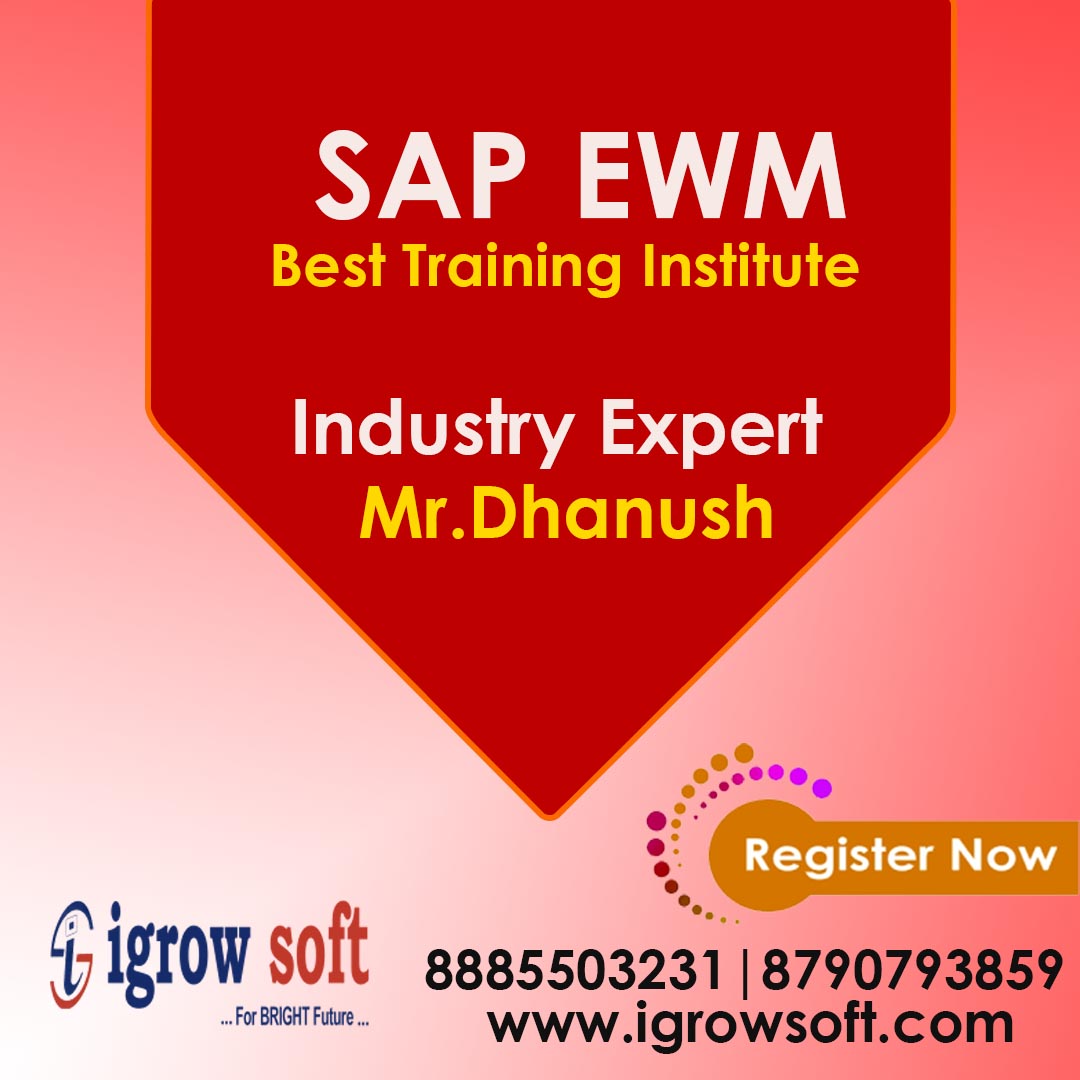 SAP EWM
Best Training Institute
Industry Expert
Mr.Dhanush
Register Now
igrow soft
... For BRIGHT Future ...
8885503231|8790793859
www.igrowsoft.com